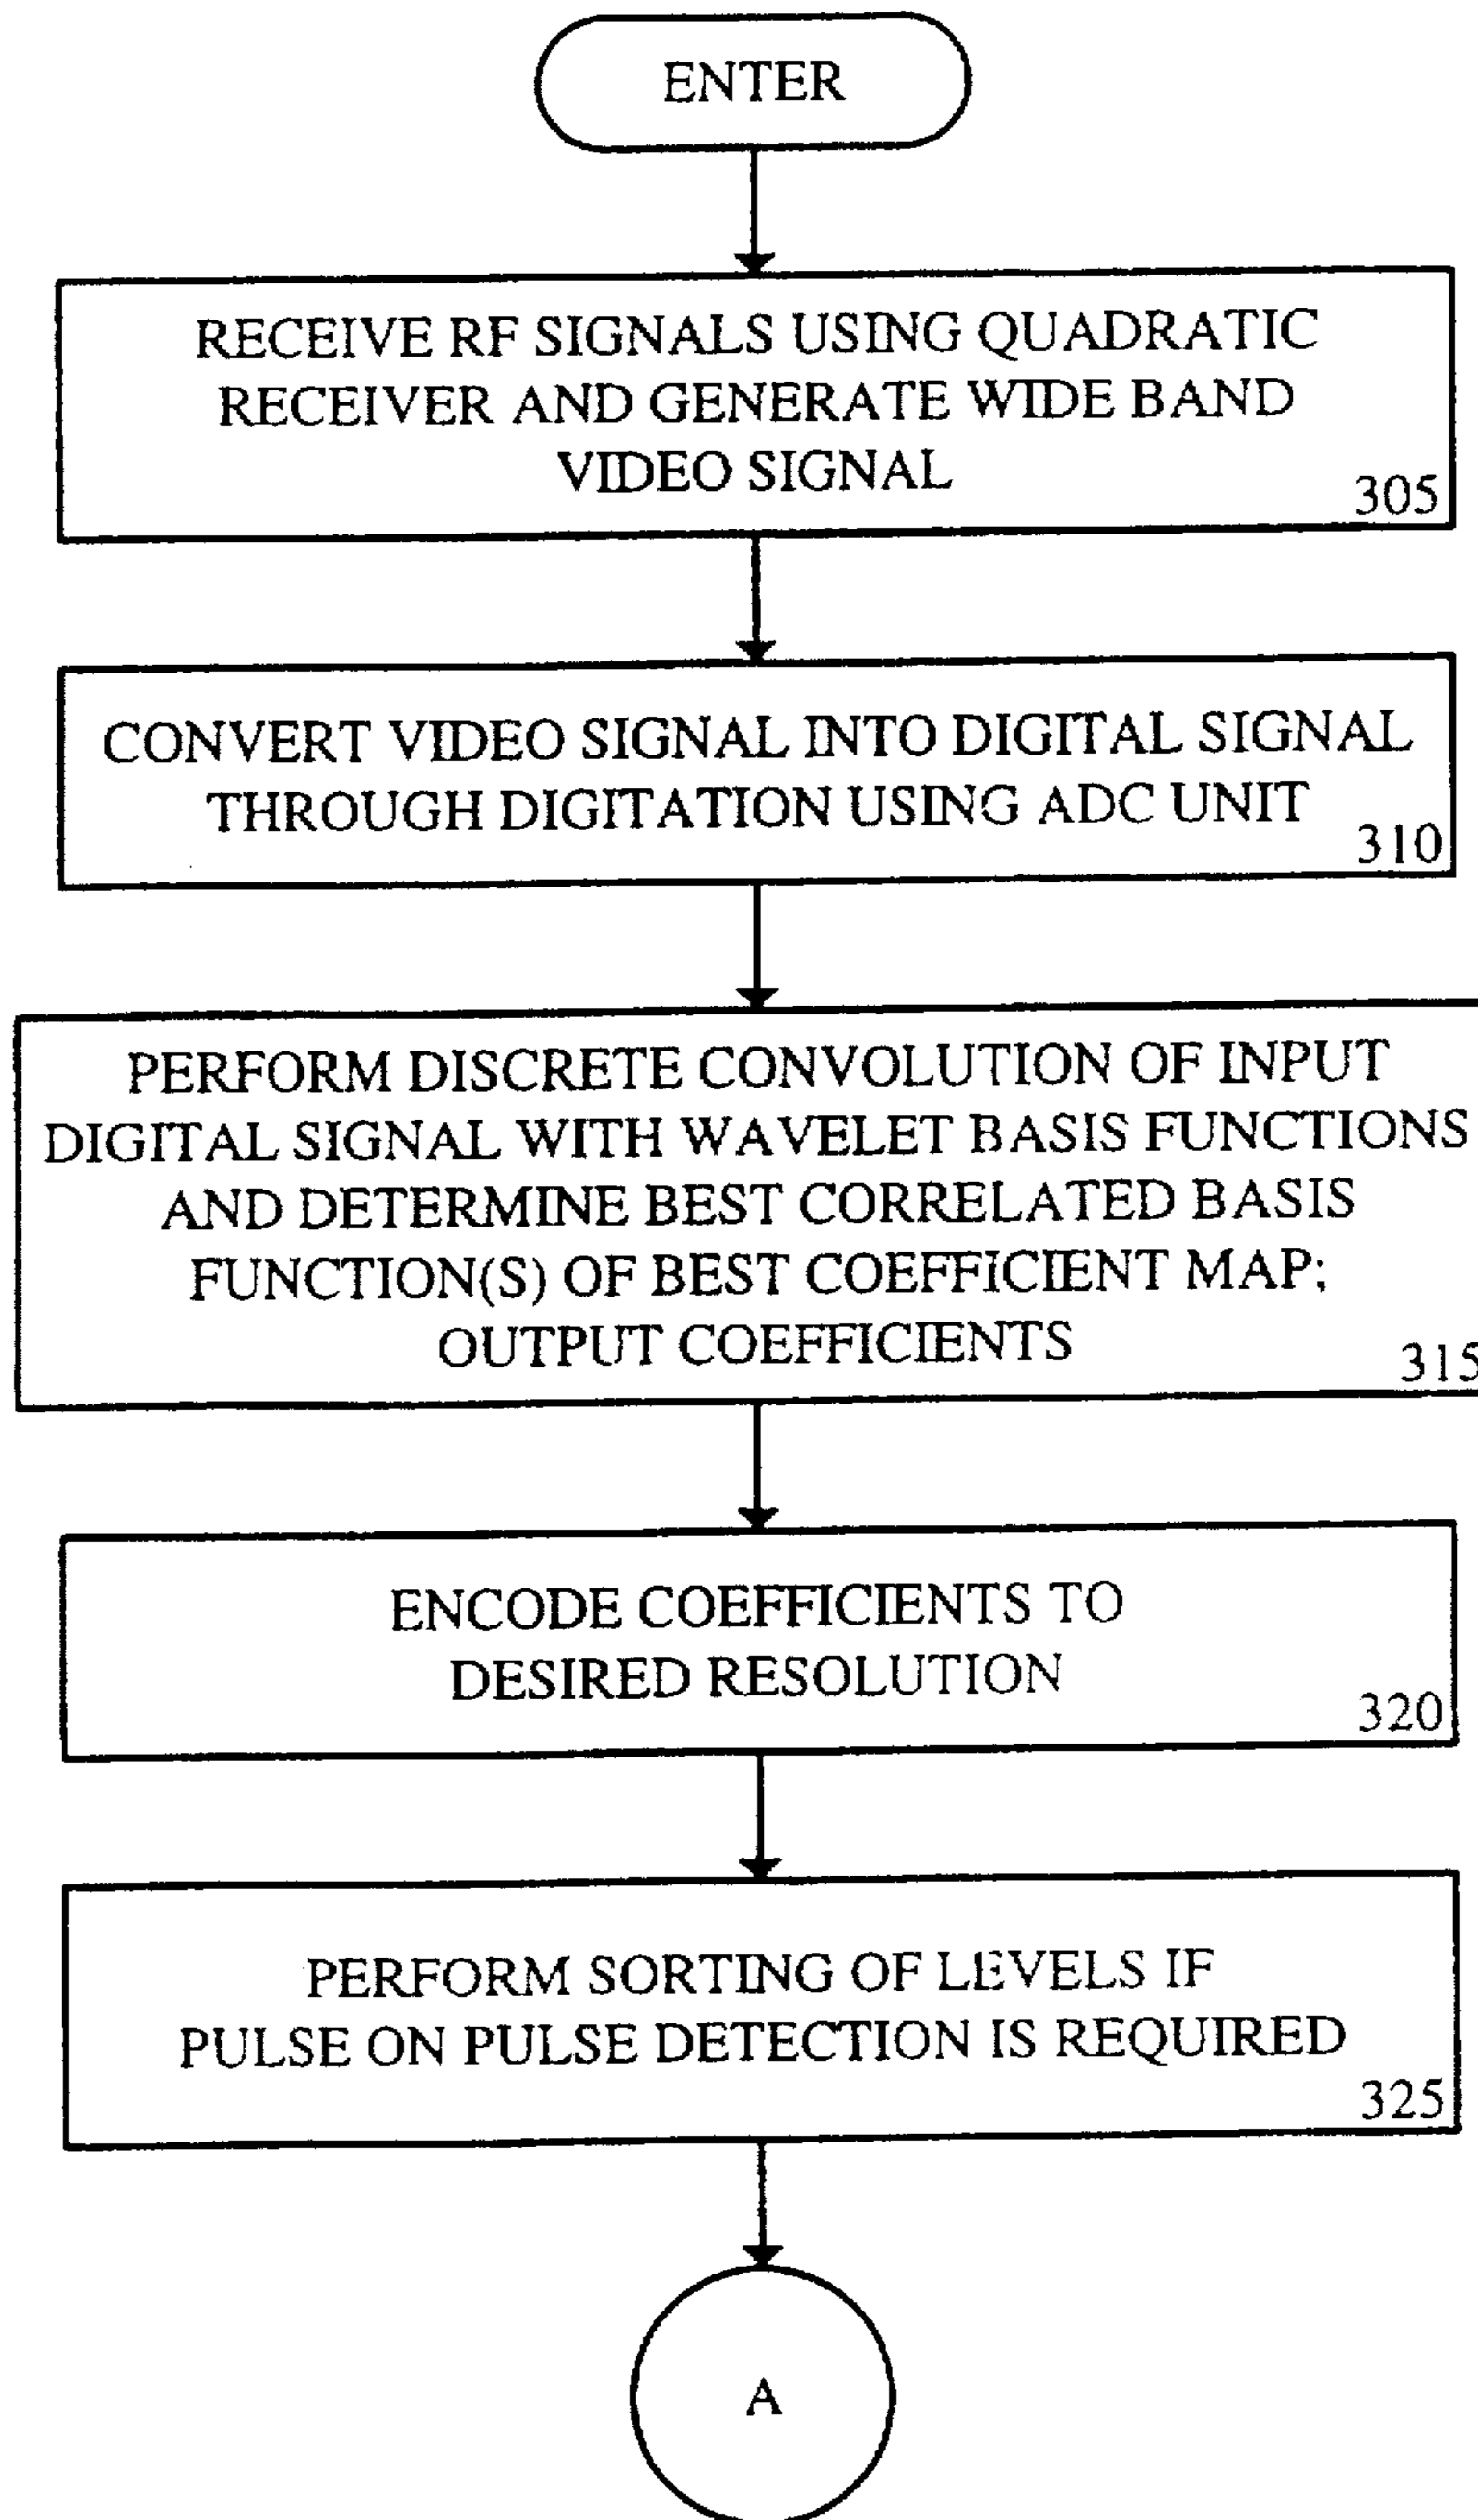 ENTER
RECEIVE RF SIGNALS USING QUADRATIC
RECEIVER AND GENERATE WIDE BAND
VIDEO SIGNAL
305
CONVERT VIDEO SIGNAL INTO DIGITAL SIGNAL
THROUGH DIGITATION USING ADC UNIT
310
PERFORM DISCRETE CONVOLUTION OF INPUT
DIGITAL SIGNAL WITH WAVELET BASIS FUNCTIONS
AND DETERMINE BEST CORRELATED BASIS
FUNCTION(S) OF BEST COEFFICIENT MAP;
OUTPUT COEFFICIENTS
315
ENCODE COEFFICIENTS TO
DESIRED RESOLUTION
320
PERFORM SORTING OF LEVELS IF
PULSE ON PULSE DETECTION IS REQUIRED
325
A